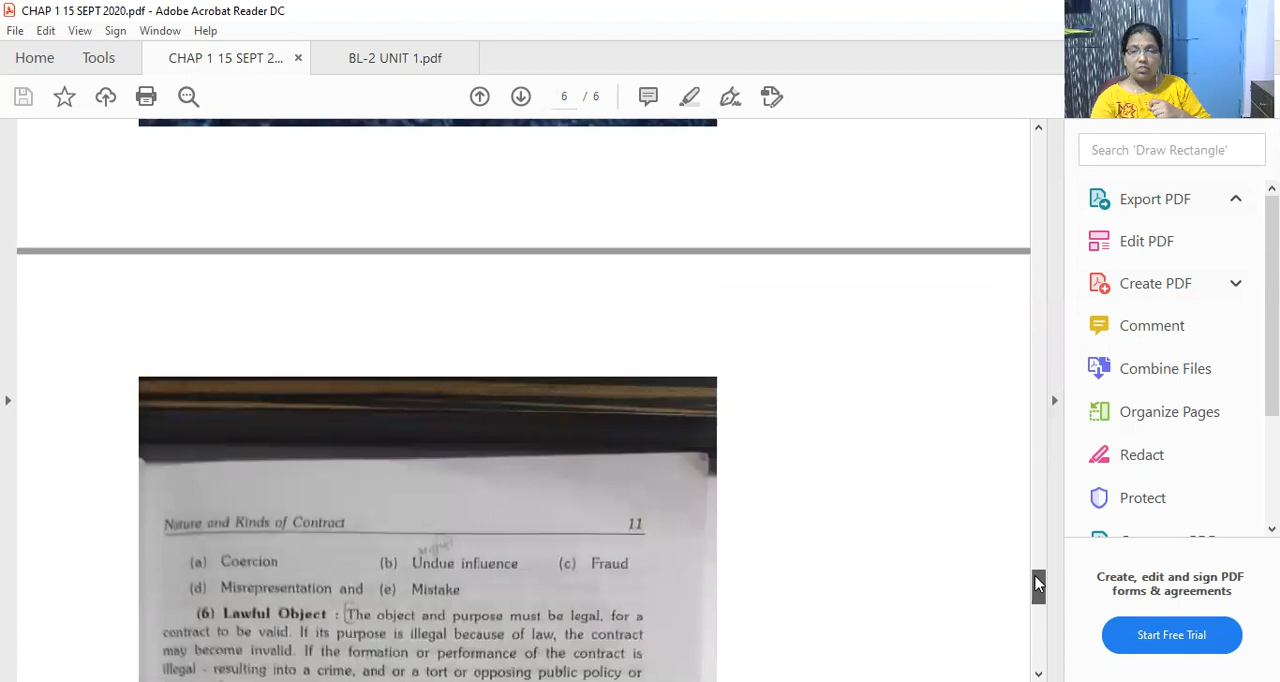 CHAP 1 15 SEPT 2020.pdf - Adobe Acrobat Reader DC
File Edit View Sign Window Help
Home Tools CHAP 1 15 SEPT 2... × BL-2 UNIT 1.pdf
6 / 6
Search 'Draw Rectangle'
Export PDF
Edit PDF
Create PDF
Comment
Combine Files
Organize Pages
Redact
Protect
Create, edit and sign PDF
forms & agreements
Start Free Trial
Nature and Kinds of Contract 11
(a) Coercion (b) Undue influence (c) Fraud
(d) Misrepresentation and (e) Mistake
(6) Lawful Object : The object and purpose must be legal, for a
contract to be valid. If its purpose is illegal because of law, the contract
may become invalid. If the formation or performance of the contract is
illegal - resulting into a crime, and or a tort or opposing public policy or